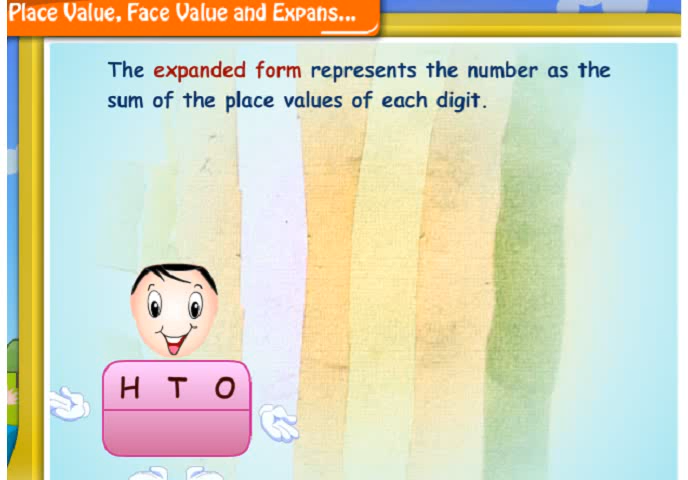 Place Value, Face Value and Expans...
The expanded form represents the number as the
sum of the place values of each digit.
H T O